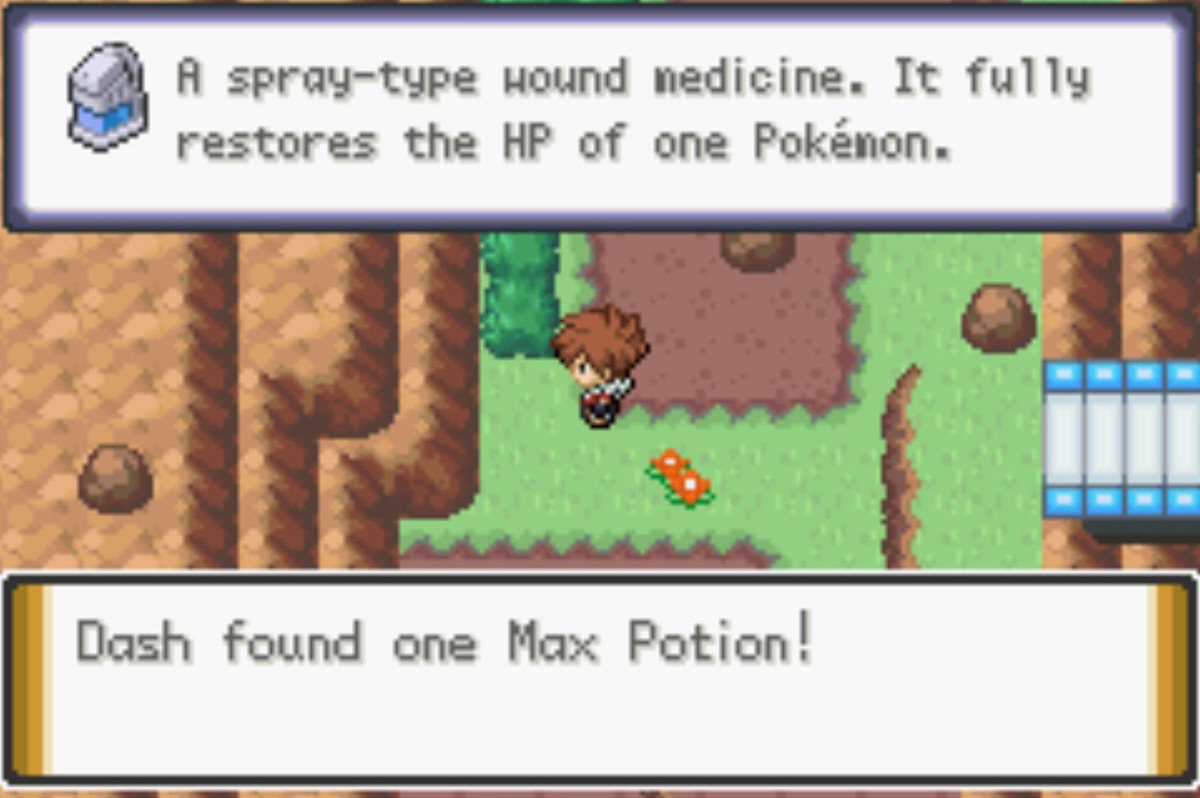 A spray-type wound medicine. It fully
restores the HP of one Pokémon.
Dash found one Max Potion!